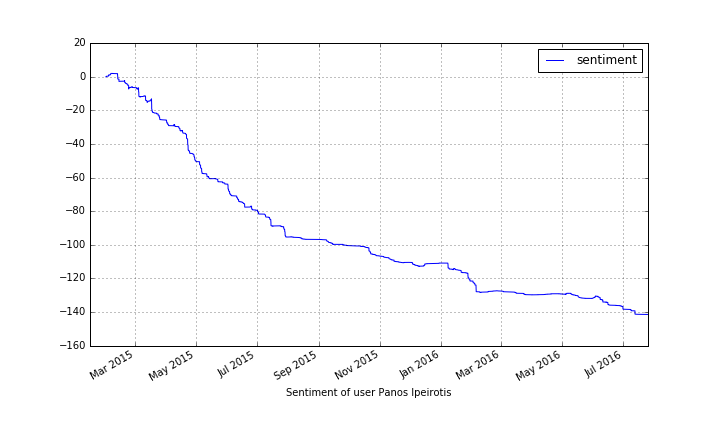 20
0
−20
−40
−60
−80
−100
−120
−140
−160
sentiment
Mar 2015
May 2015
Jul 2015
Sep 2015
Nov 2015
Jan 2016
Mar 2016
May 2016
Jul 2016
Sentiment of user Panos Ipeirotis